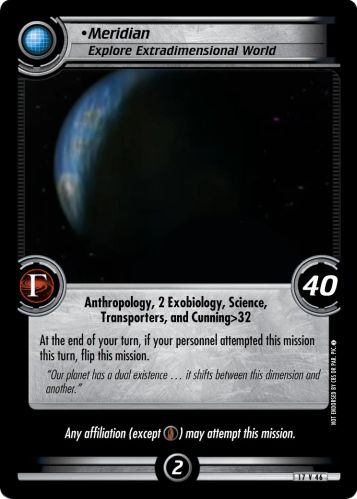 •Meridian
Explore Extradimensional World
Γ
40
Anthropology, 2 Exobiology, Science,
Transporters, and Cunning>32
At the end of your turn, if your personnel attempted this mission
this turn, flip this mission.
"Our planet has a dual existence . . . it shifts between this dimension and
another."
NOT ENDORSED BY CBS OR PAR. PIC.
Any affiliation (except ) may attempt this mission.
2
17 V 46